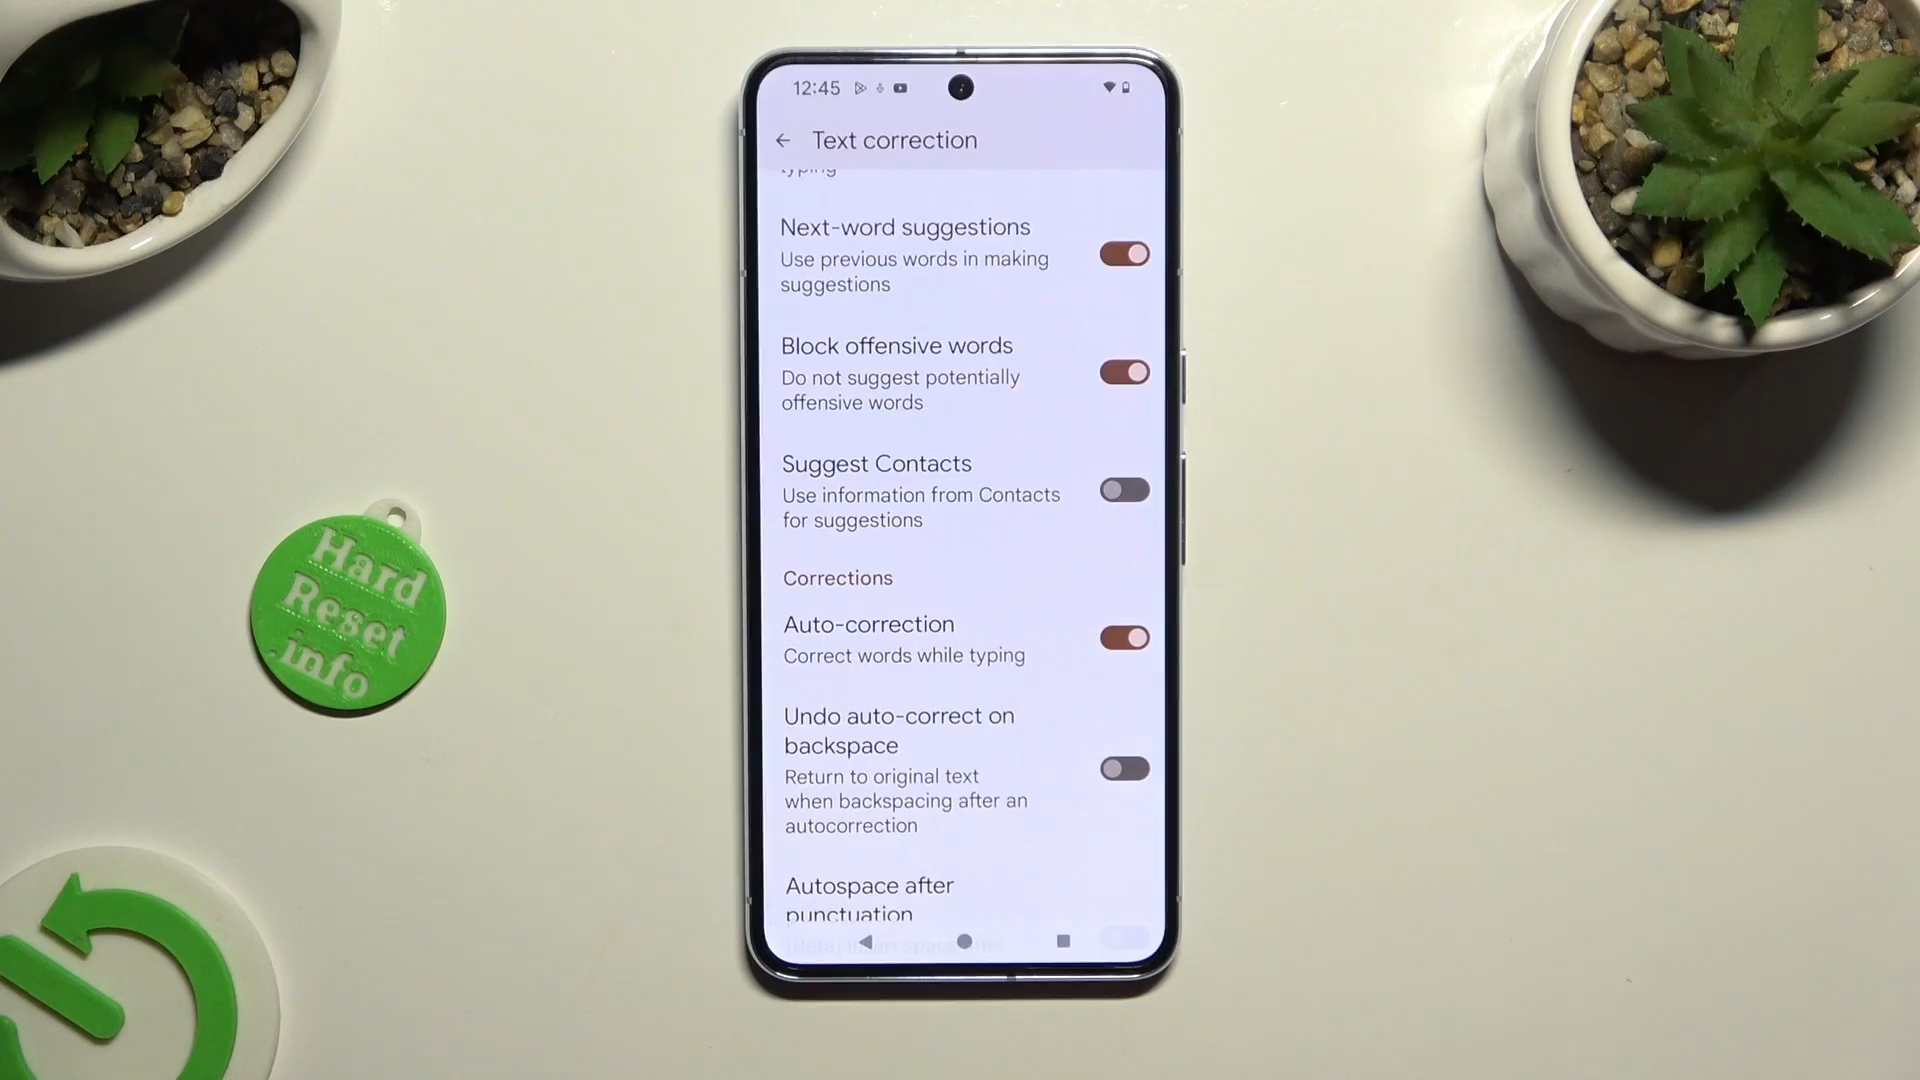 12:45
Text correction
typing
Next-word suggestions
Use previous words in making
suggestions
Block offensive words
Do not suggest potentially
offensive words
Suggest Contacts
Use information from Contacts
for suggestions
Corrections
Auto-correction
Correct words while typing
Undo auto-correct on
backspace
Return to original text
when backspacing after an
autocorrection
Autospace after
punctuation
Hard
Reset
.info